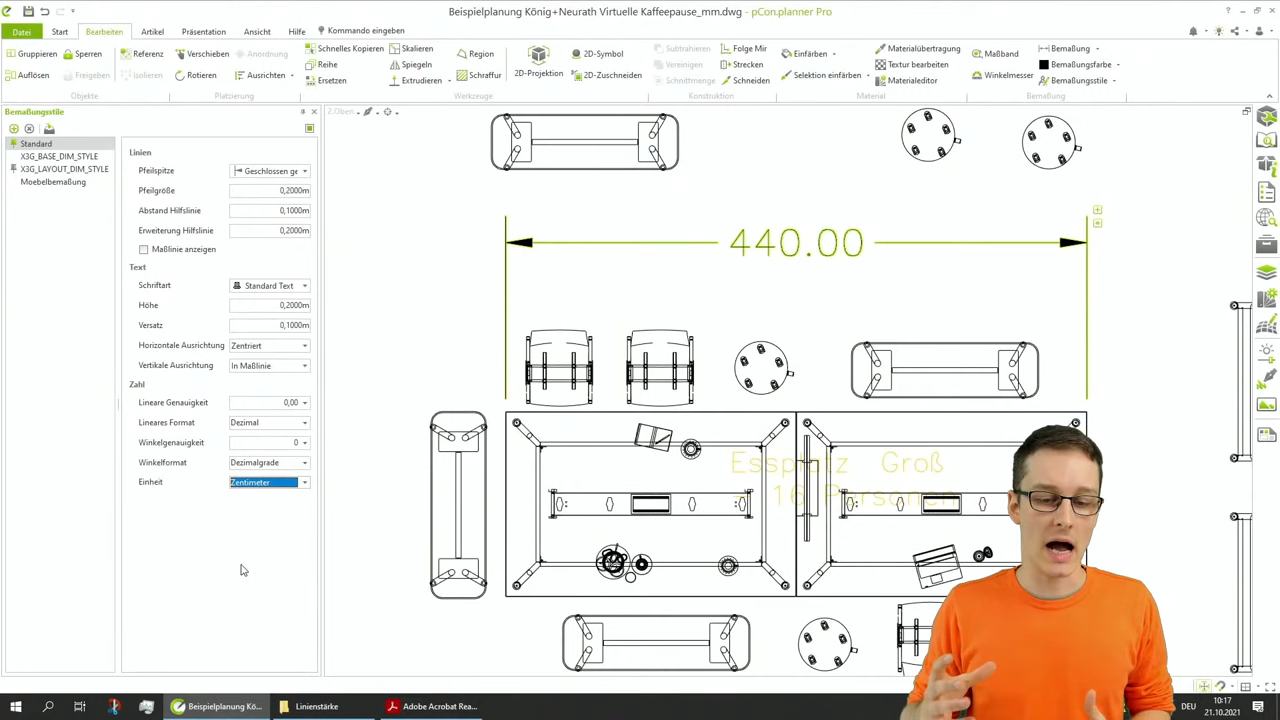 Beispielplanung König+Neurath Virtuelle Kaffeepause_mm.dwg - pCon.planner Pro
Datei Start Bearbeiten Artikel Präsentation Ansicht Hilfe Kommando eingeben
Gruppieren Sperren Referenz Verschieben Anordnung Schnelles Kopieren Skalieren Region 2D-Symbol Subtrahieren Folge Mir Einfärben Materialübertragung Maßband Bemaßung
Reihe Spiegeln Vereinigen Strecken Textur bearbeiten Bemaßungsfarbe
Auflösen Freigeben Isolieren Rotieren Ausrichten Ersetzen Extrudieren Schraffur 2D-Projektion 2D-Zuschneiden Schnittmenge Schneiden Selektion einfärben Materialeditor Winkelmesser Bemaßungsstile
Objekte Platzierung Werkzeuge Konstruktion Material Bemaßung
Bemaßungsstile
Standard
X3G_BASE_DIM_STYLE
X3G_LAYOUT_DIM_STYLE
Moebelbemaßung
Linien
Pfeilspitze Geschlossen ge
Pfeilgröße 0,2000m
Abstand Hilfslinie 0,1000m
Erweiterung Hilfslinie 0,2000m
Maßlinie anzeigen
Text
Schriftart Standard Text
Höhe 0,2000m
Versatz 0,1000m
Horizontale Ausrichtung Zentriert
Vertikale Ausrichtung In Maßlinie
Zahl
Lineare Genauigkeit 0,00
Lineares Format Dezimal
Winkelgenauigkeit 0
Winkelformat Dezimalgrade
Einheit Zentimeter
2:Oben
440.00
Essplatz Groß
- 16 Personen
Beispielplanung Kö... Linienstärke Adobe Acrobat Rea...
DEU 10:17
21.10.2021